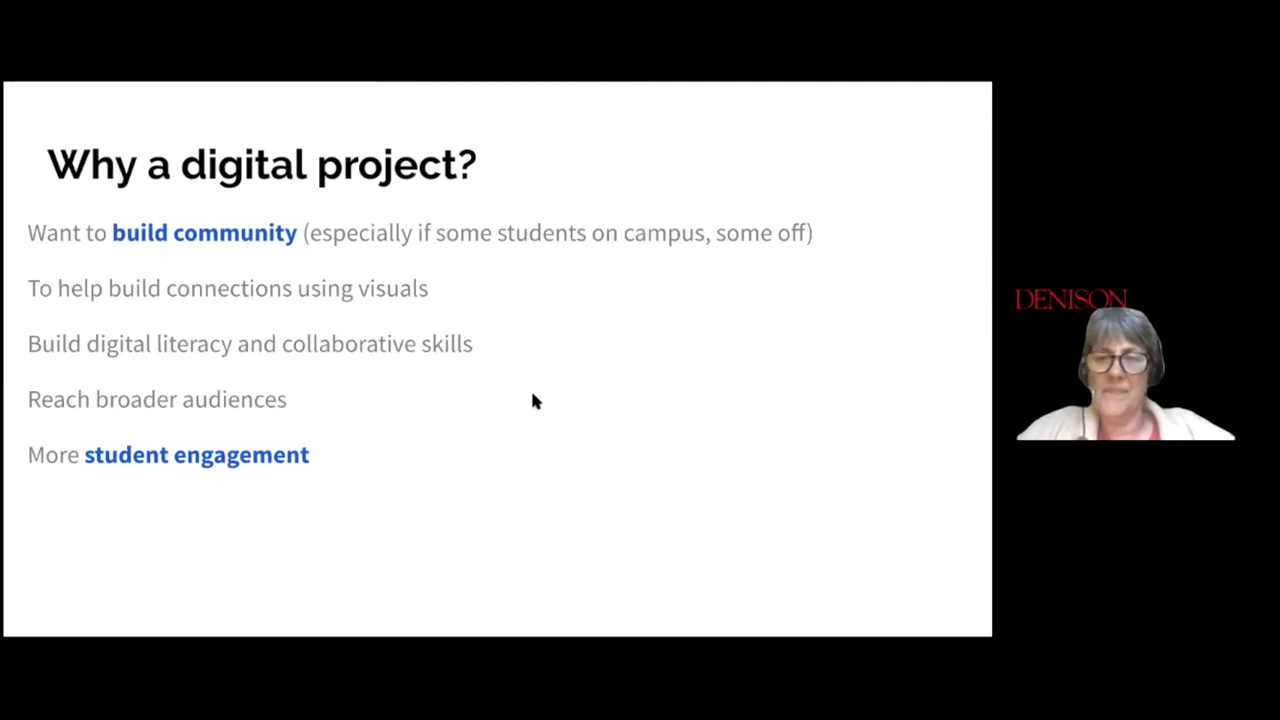 Why a digital project?
Want to build community (especially if some students on campus, some off)
To help build connections using visuals
Build digital literacy and collaborative skills
Reach broader audiences
More student engagement
DENISON